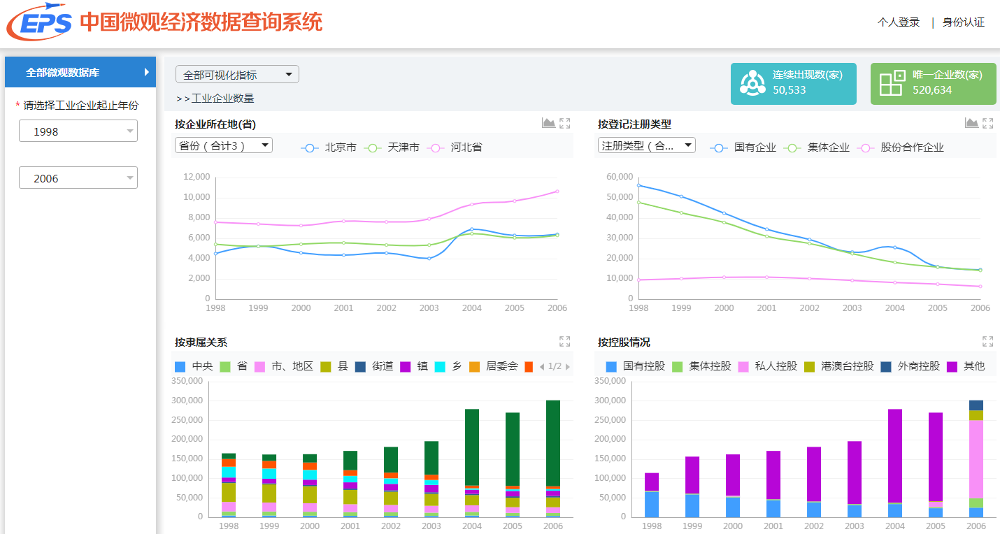 EPS 中国微观经济数据查询系统
个人登录 | 身份认证
全部微观数据库
* 请选择工业企业起止年份
1998
2006
全部可视化指标
>>工业企业数量
连续出现数(家)
50,533
唯一企业数(家)
520,634
按企业所在地(省)
省份（合计3） 北京市 天津市 河北省
12,000
10,000
8,000
6,000
4,000
2,000
0
1998 1999 2000 2001 2002 2003 2004 2005 2006
按登记注册类型
注册类型（合... 国有企业 集体企业 股份合作企业
60,000
50,000
40,000
30,000
20,000
10,000
0
1998 1999 2000 2001 2002 2003 2004 2005 2006
按隶属关系
中央 省 市、地区 县 街道 镇 乡 居委会 1/2
350,000
300,000
250,000
200,000
150,000
100,000
50,000
0
1998 1999 2000 2001 2002 2003 2004 2005 2006
按控股情况
国有控股 集体控股 私人控股 港澳台控股 外商控股 其他
350,000
300,000
250,000
200,000
150,000
100,000
50,000
0
1998 1999 2000 2001 2002 2003 2004 2005 2006